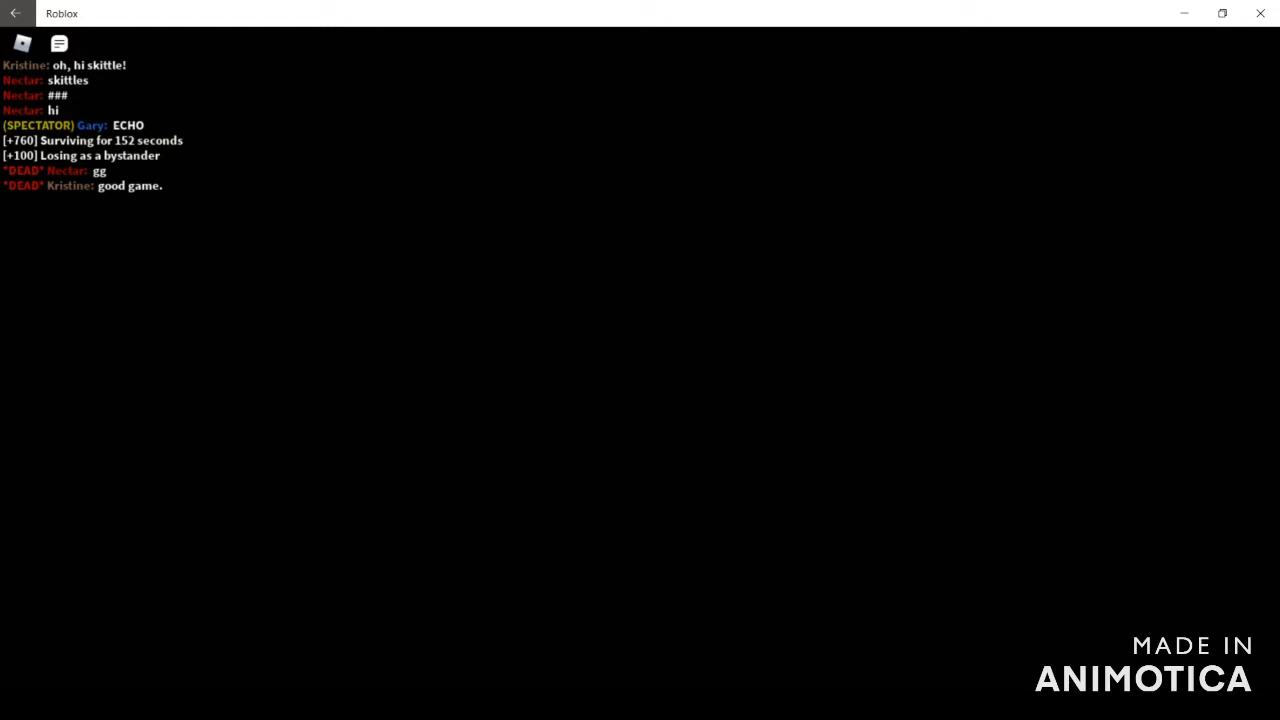 Roblox
Kristine: oh, hi skittle!
Nectar: skittles
Nectar: ###
Nectar: hi
(SPECTATOR) Gary: ECHO
[+760] Surviving for 152 seconds
[+100] Losing as a bystander
*DEAD* Nectar: gg
*DEAD* Kristine: good game.
MADE IN
ANIMOTICA